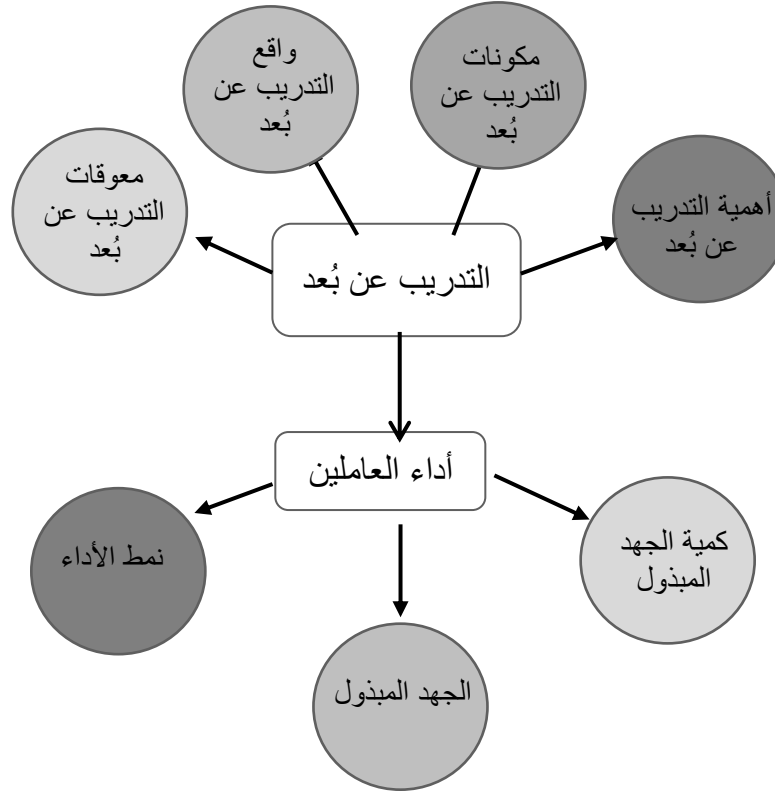 مكونات
التدريب عن
بُعد
واقع
التدريب عن
بُعد
أهمية التدريب
عن بُعد
معوقات
التدريب عن
بُعد
التدريب عن بُعد
أداء العاملين
كمية الجهد
المبذول
نمط الأداء
الجهد المبذول